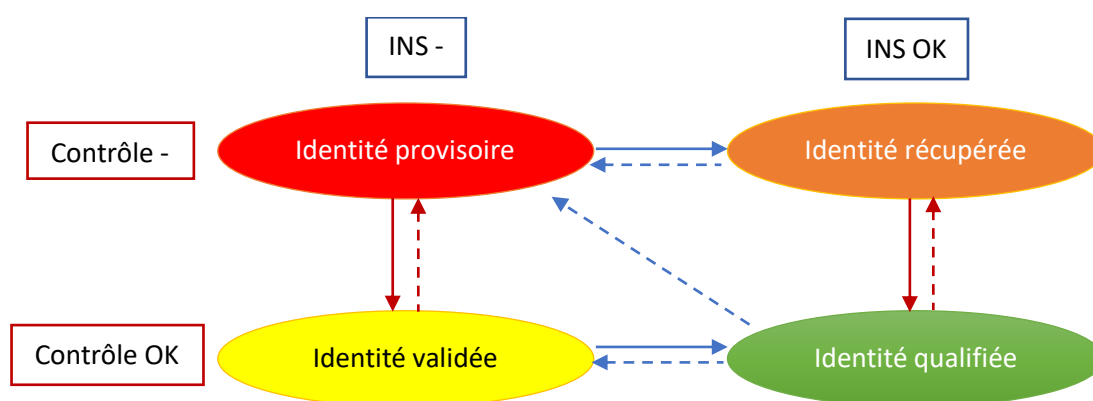 INS -
INS OK
Contrôle -
Identité provisoire
Identité récupérée
Contrôle OK
Identité validée
Identité qualifiée